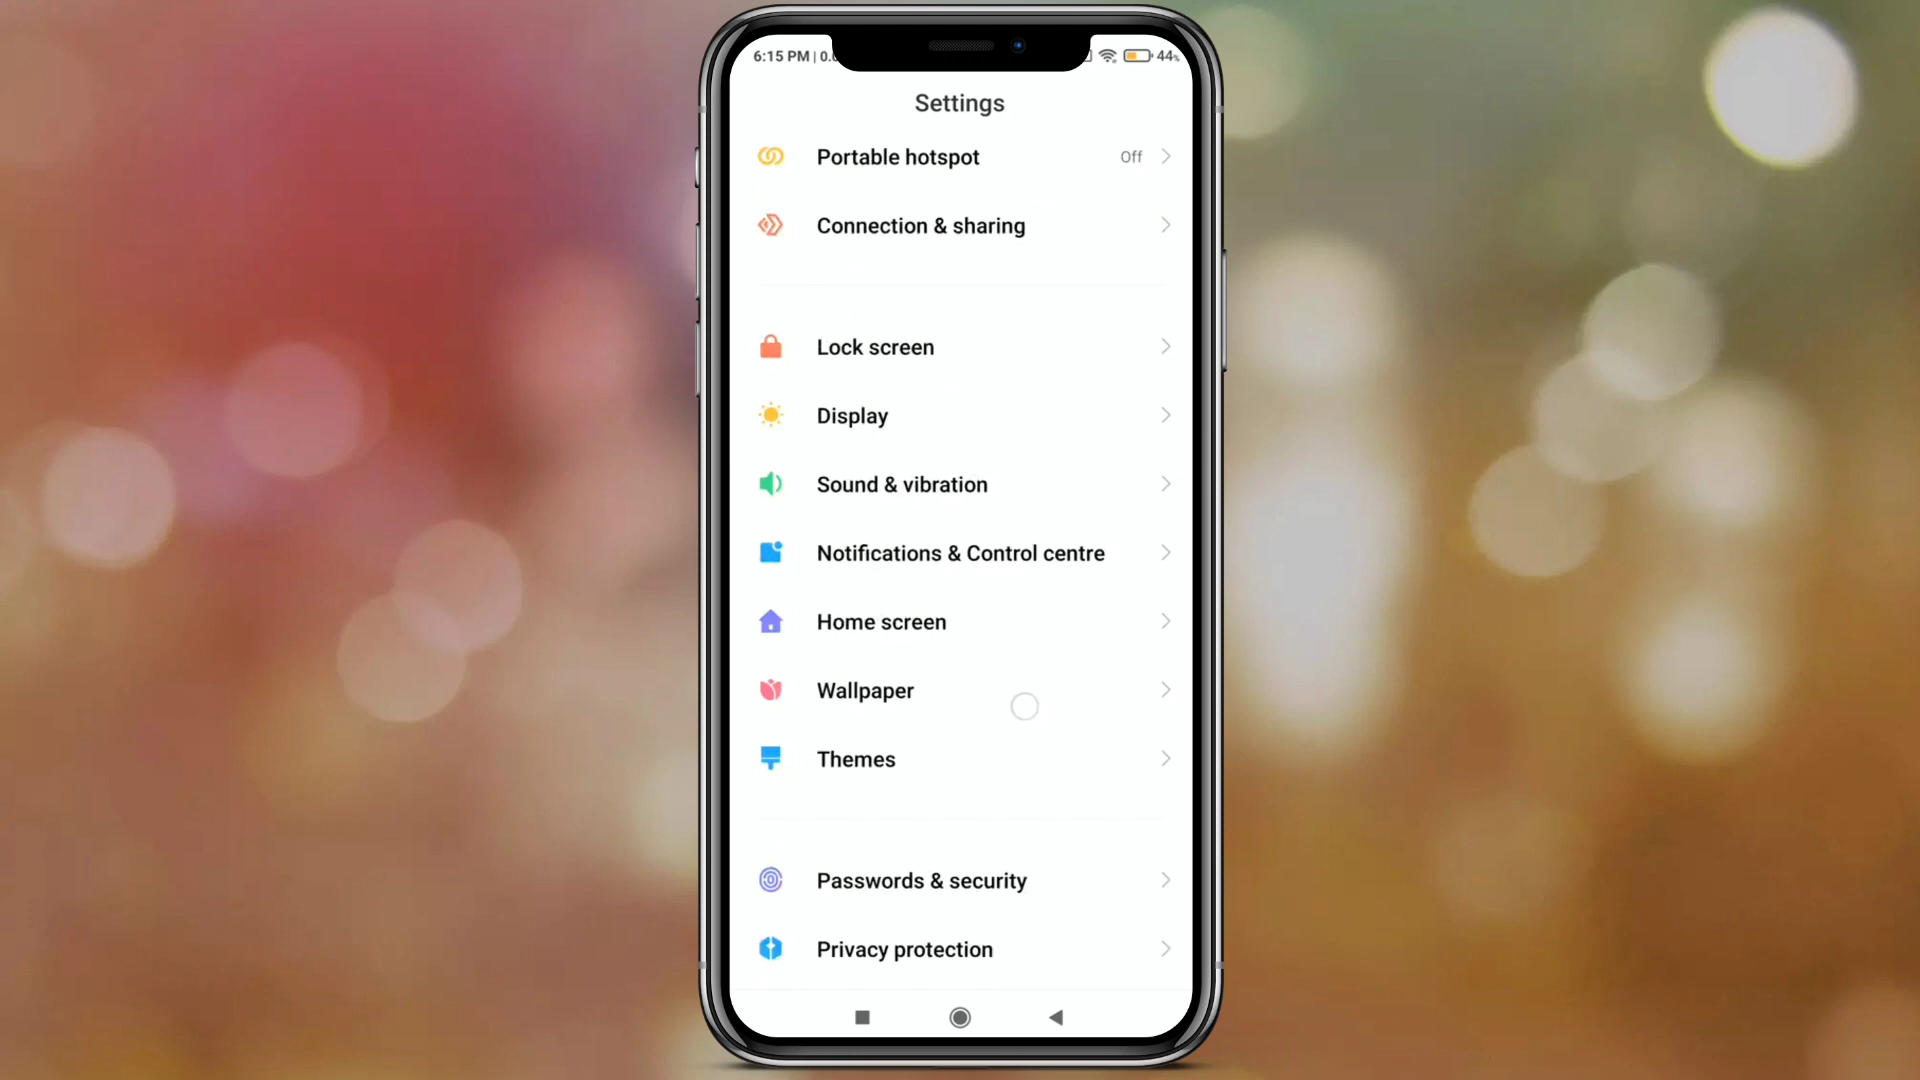 6:15 PM | 0.
44%
Settings
Portable hotspot Off
Connection & sharing
Lock screen
Display
Sound & vibration
Notifications & Control centre
Home screen
Wallpaper
Themes
Passwords & security
Privacy protection